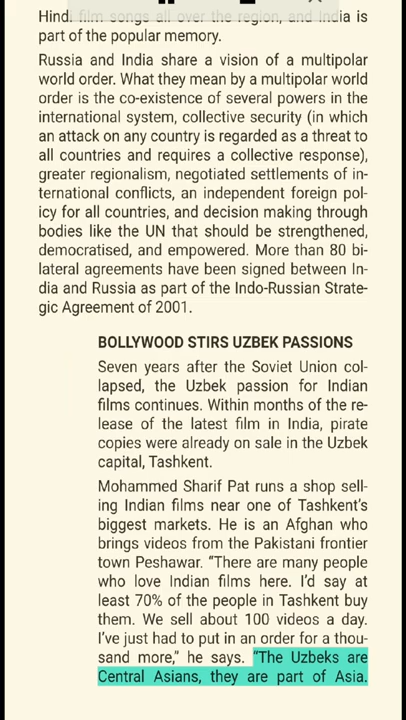 Hindi film songs all over the region, and India is
part of the popular memory.
Russia and India share a vision of a multipolar
world order. What they mean by a multipolar world
order is the co-existence of several powers in the
international system, collective security (in which
an attack on any country is regarded as a threat to
all countries and requires a collective response),
greater regionalism, negotiated settlements of in-
ternational conflicts, an independent foreign pol-
icy for all countries, and decision making through
bodies like the UN that should be strengthened,
democratised, and empowered. More than 80 bi-
lateral agreements have been signed between In-
dia and Russia as part of the Indo-Russian Strate-
gic Agreement of 2001.
BOLLYWOOD STIRS UZBEK PASSIONS
Seven years after the Soviet Union col-
lapsed, the Uzbek passion for Indian
films continues. Within months of the re-
lease of the latest film in India, pirate
copies were already on sale in the Uzbek
capital, Tashkent.
Mohammed Sharif Pat runs a shop sell-
ing Indian films near one of Tashkent's
biggest markets. He is an Afghan who
brings videos from the Pakistani frontier
town Peshawar. “There are many people
who love Indian films here. I'd say at
least 70% of the people in Tashkent buy
them. We sell about 100 videos a day.
I've just had to put in an order for a thou-
sand more,” he says. “The Uzbeks are
Central Asians, they are part of Asia.